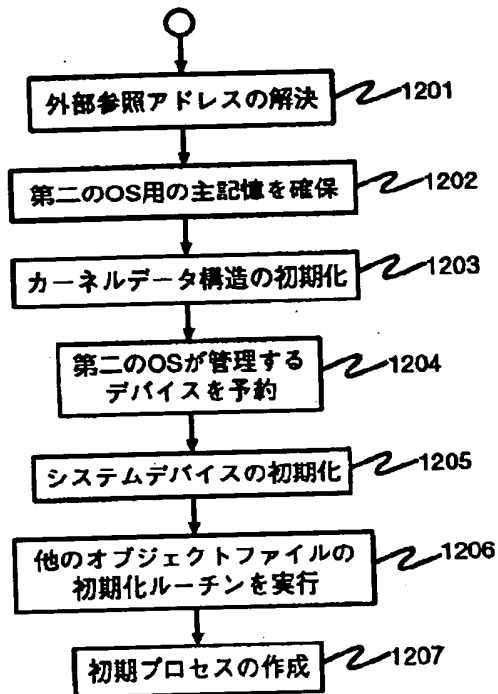 外部参照アドレスの解決
1201
第二のOS用の主記憶を確保
1202
カーネルデータ構造の初期化
1203
第二のOSが管理する
デバイスを予約
1204
システムデバイスの初期化
1205
他のオブジェクトファイルの
初期化ルーチンを実行
1206
初期プロセスの作成
1207